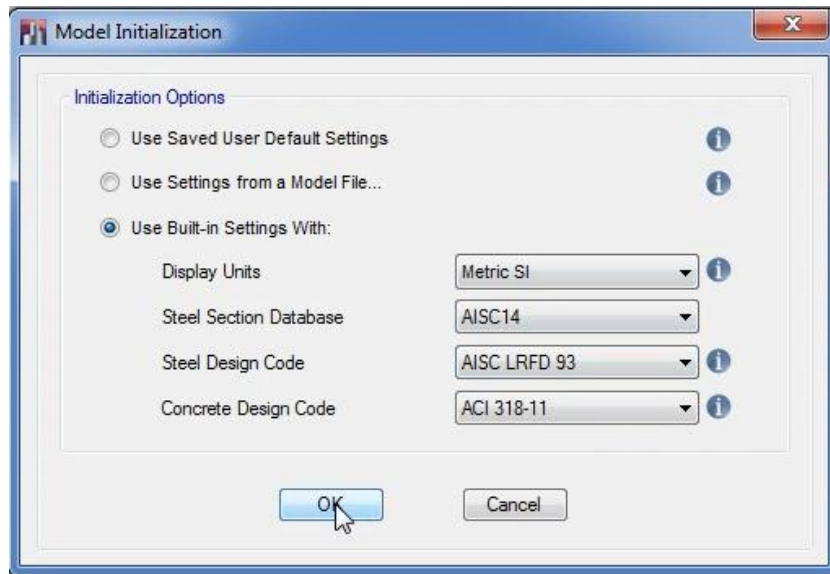 Model Initialization
Initialization Options
Use Saved User Default Settings
Use Settings from a Model File...
Use Built-in Settings With:
Display Units Metric SI
Steel Section Database AISC14
Steel Design Code AISC LRFD 93
Concrete Design Code ACI 318-11
OK Cancel